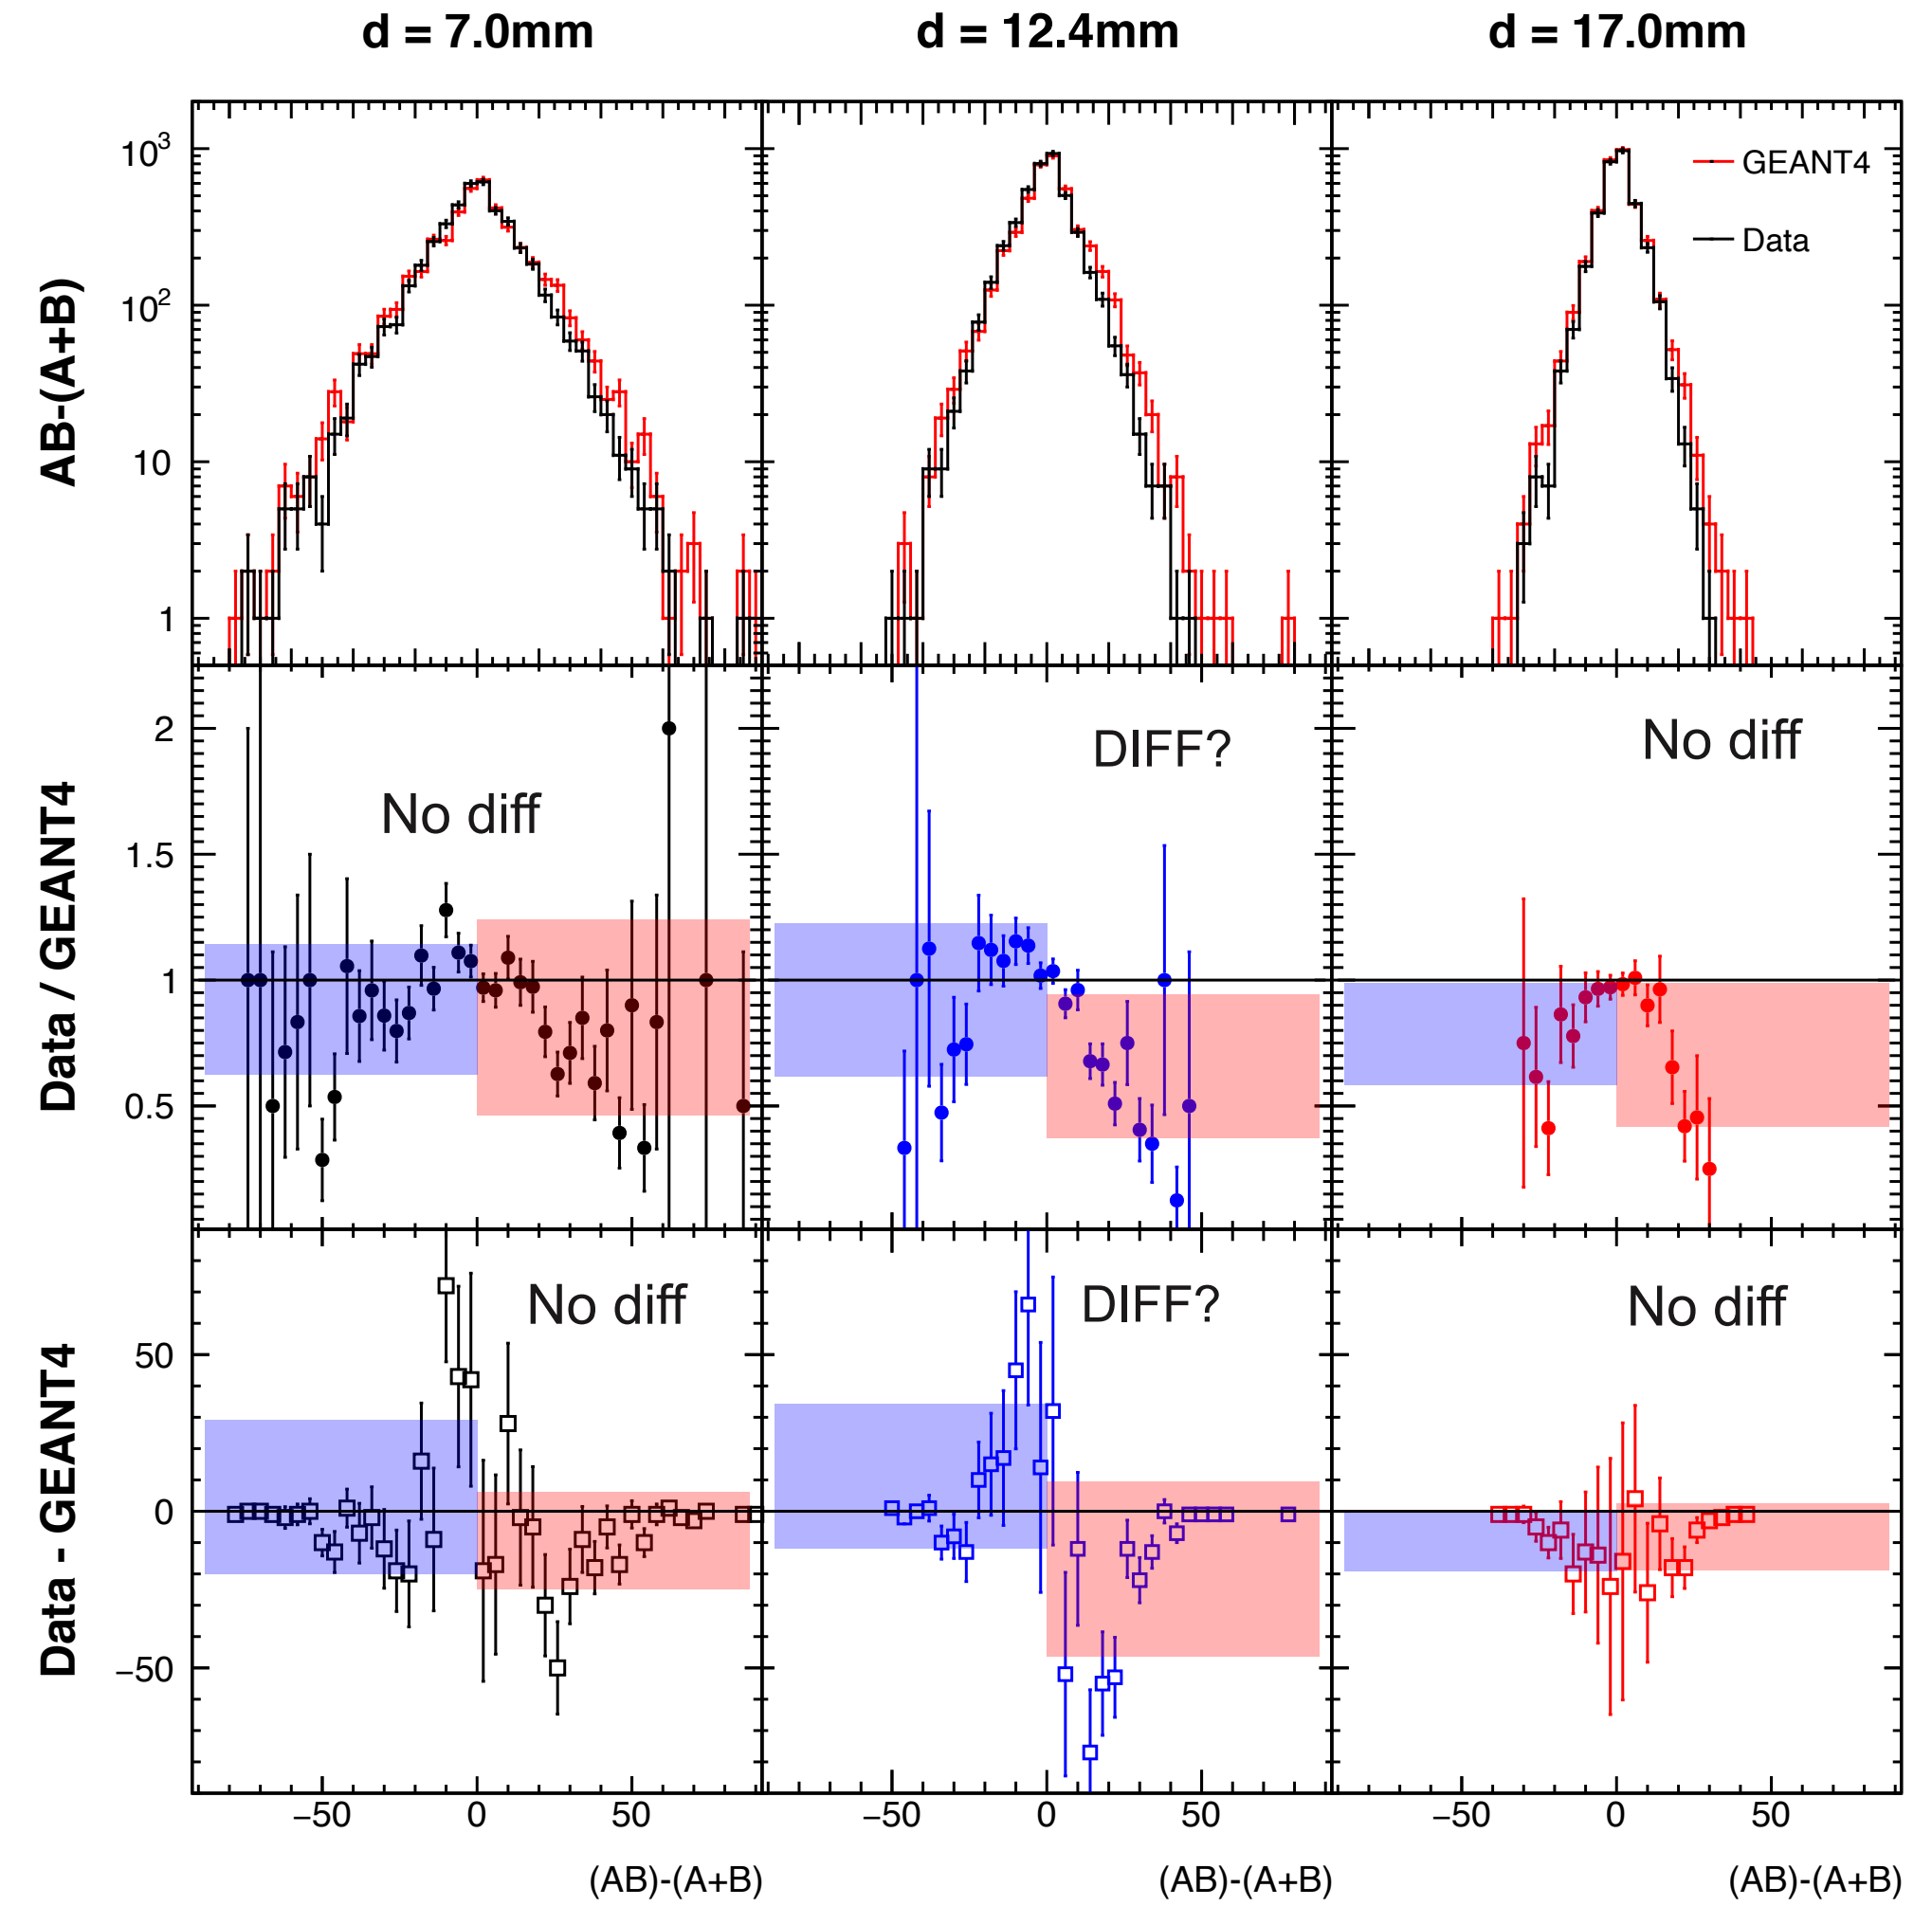 d = 7.0mm
d = 12.4mm
d = 17.0mm
AB-(A+B)
10³
10²
10
1
GEANT4
Data
Data / GEANT4
2
1.5
1
0.5
No diff
DIFF?
No diff
Data - GEANT4
50
0
−50
No diff
DIFF?
No diff
−50 0 50
−50 0 50
−50 0 50
(AB)-(A+B)
(AB)-(A+B)
(AB)-(A+B)